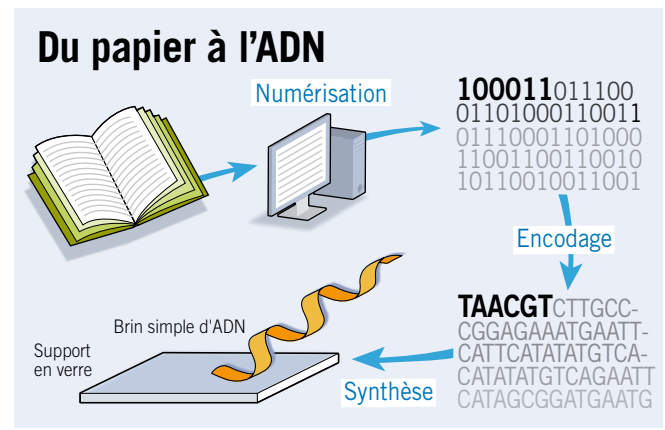 Du papier à l'ADN
Numérisation
100011011100
01101000110011
01110001101000
11001100110010
10110010011001
Encodage
TAACGTCTTGCC-
CGGAGAAATGAATT-
CATTCATATATGTCA-
CATATATGTCAGAATT
CATAGCGGATGAATG
Synthèse
Brin simple d'ADN
Support
en verre